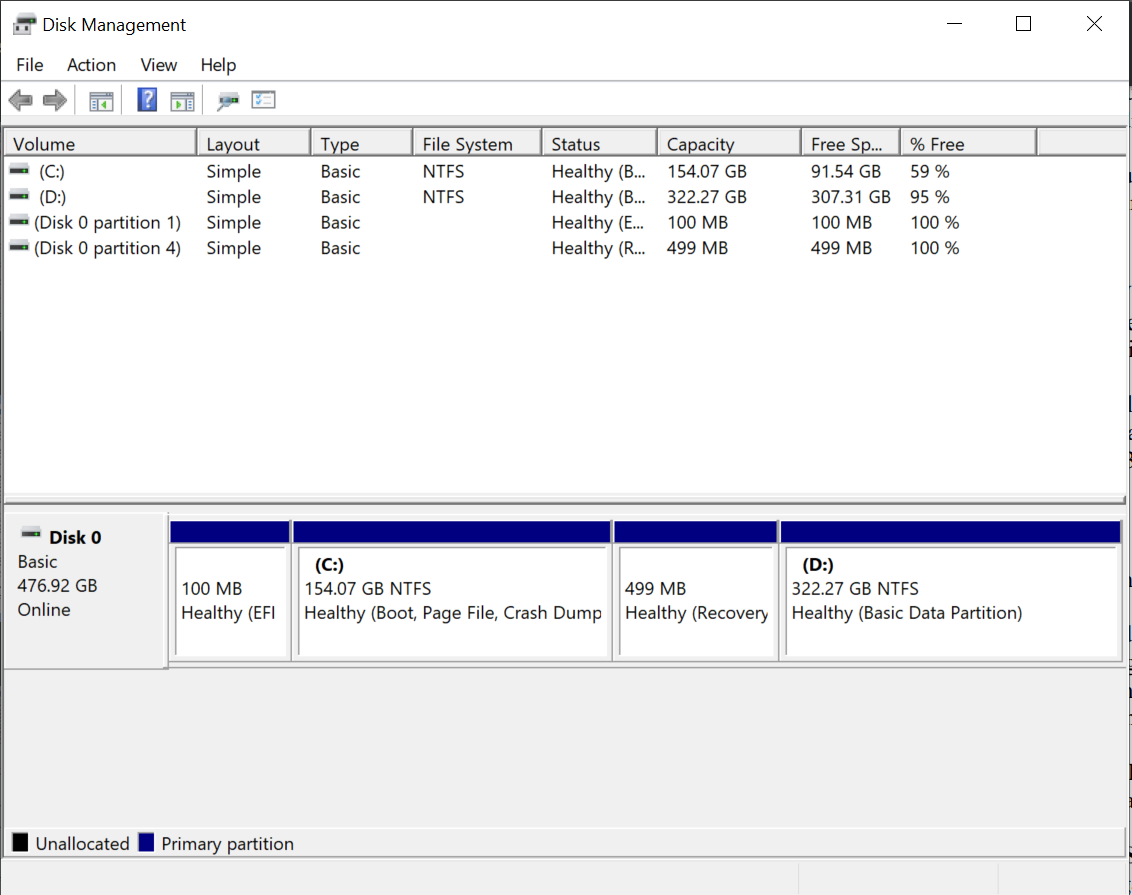 Disk Management
File Action View Help
Volume Layout Type File System Status Capacity Free Sp... % Free
(C:) Simple Basic NTFS Healthy (B... 154.07 GB 91.54 GB 59 %
(D:) Simple Basic NTFS Healthy (B... 322.27 GB 307.31 GB 95 %
(Disk 0 partition 1) Simple Basic Healthy (E... 100 MB 100 MB 100 %
(Disk 0 partition 4) Simple Basic Healthy (R... 499 MB 499 MB 100 %
Disk 0
Basic
476.92 GB
Online
100 MB
Healthy (EFI
(C:)
154.07 GB NTFS
Healthy (Boot, Page File, Crash Dump
499 MB
Healthy (Recovery
(D:)
322.27 GB NTFS
Healthy (Basic Data Partition)
Unallocated Primary partition